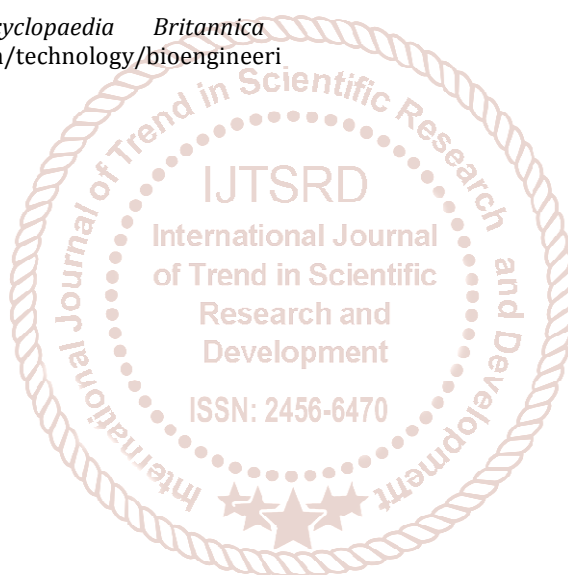 yclopaedia Britannica
/technology/bioengineeri
International Journal of Trend in Scientific Research and Development
IJTSRD
International Journal
of Trend in Scientific
Research and
Development
ISSN: 2456-6470